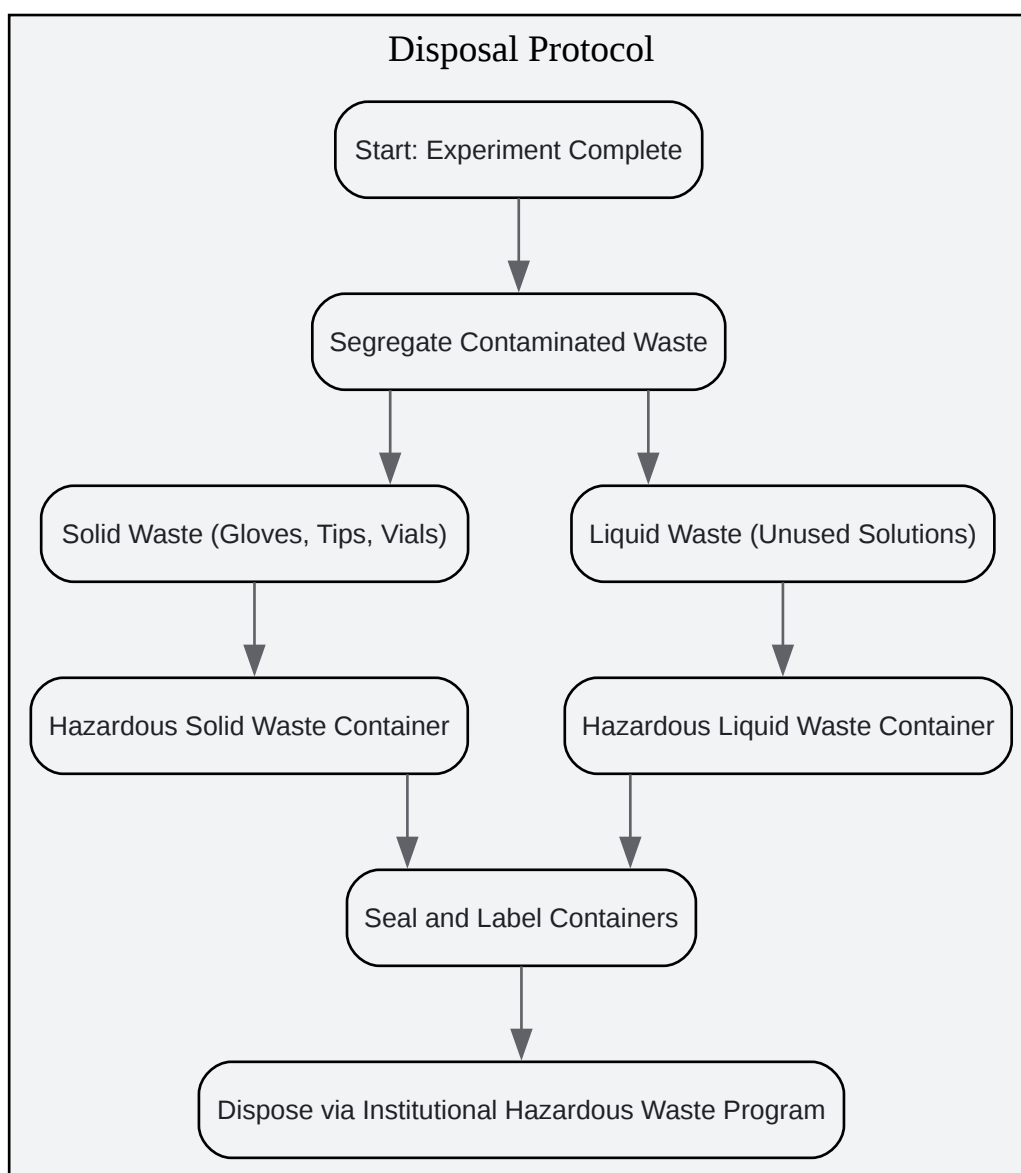 Disposal Protocol
Start: Experiment Complete
Segregate Contaminated Waste
Solid Waste (Gloves, Tips, Vials)
Liquid Waste (Unused Solutions)
Hazardous Solid Waste Container
Hazardous Liquid Waste Container
Seal and Label Containers
Dispose via Institutional Hazardous Waste Program